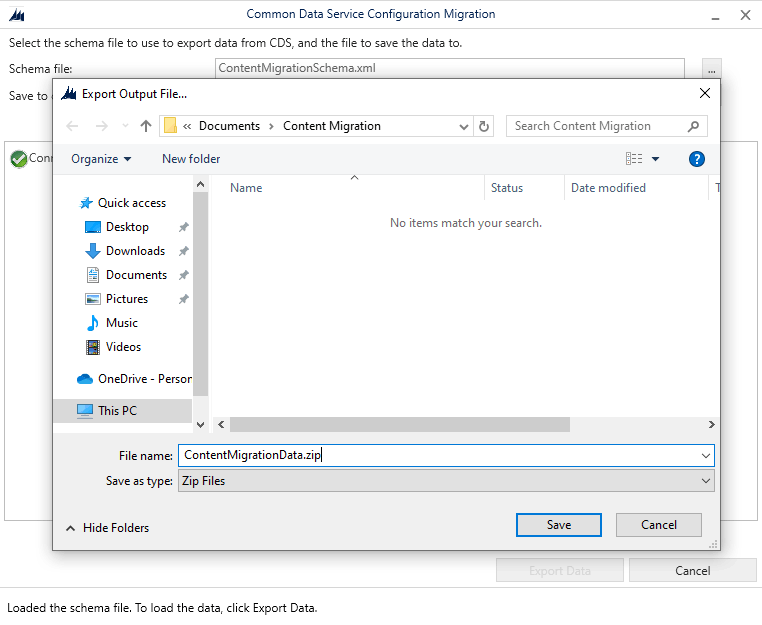 Common Data Service Configuration Migration
Select the schema file to use to export data from CDS, and the file to save the data to.
Schema file: ContentMigrationSchema.xml ...
Save to
Export Output File...
« Documents › Content Migration
Search Content Migration
Organize
New folder
?
Name
Status
Date modified
No items match your search.
Quick access
Desktop
Downloads
Documents
Pictures
Music
Videos
OneDrive - Person
This PC
File name: ContentMigrationData.zip
Save as type: Zip Files
Hide Folders
Save
Cancel
Export Data
Cancel
Loaded the schema file. To load the data, click Export Data.